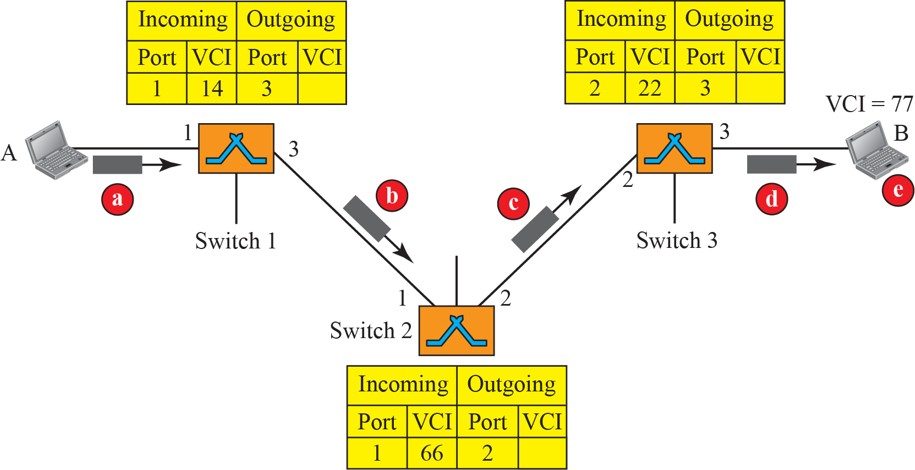 Incoming Outgoing
Port VCI Port VCI
1 14 3
Incoming Outgoing
Port VCI Port VCI
2 22 3
VCI = 77
A
1
3
a
Switch 1
b
c
2
3
Switch 3
d
B
e
1
2
Switch 2
Incoming Outgoing
Port VCI Port VCI
1 66 2